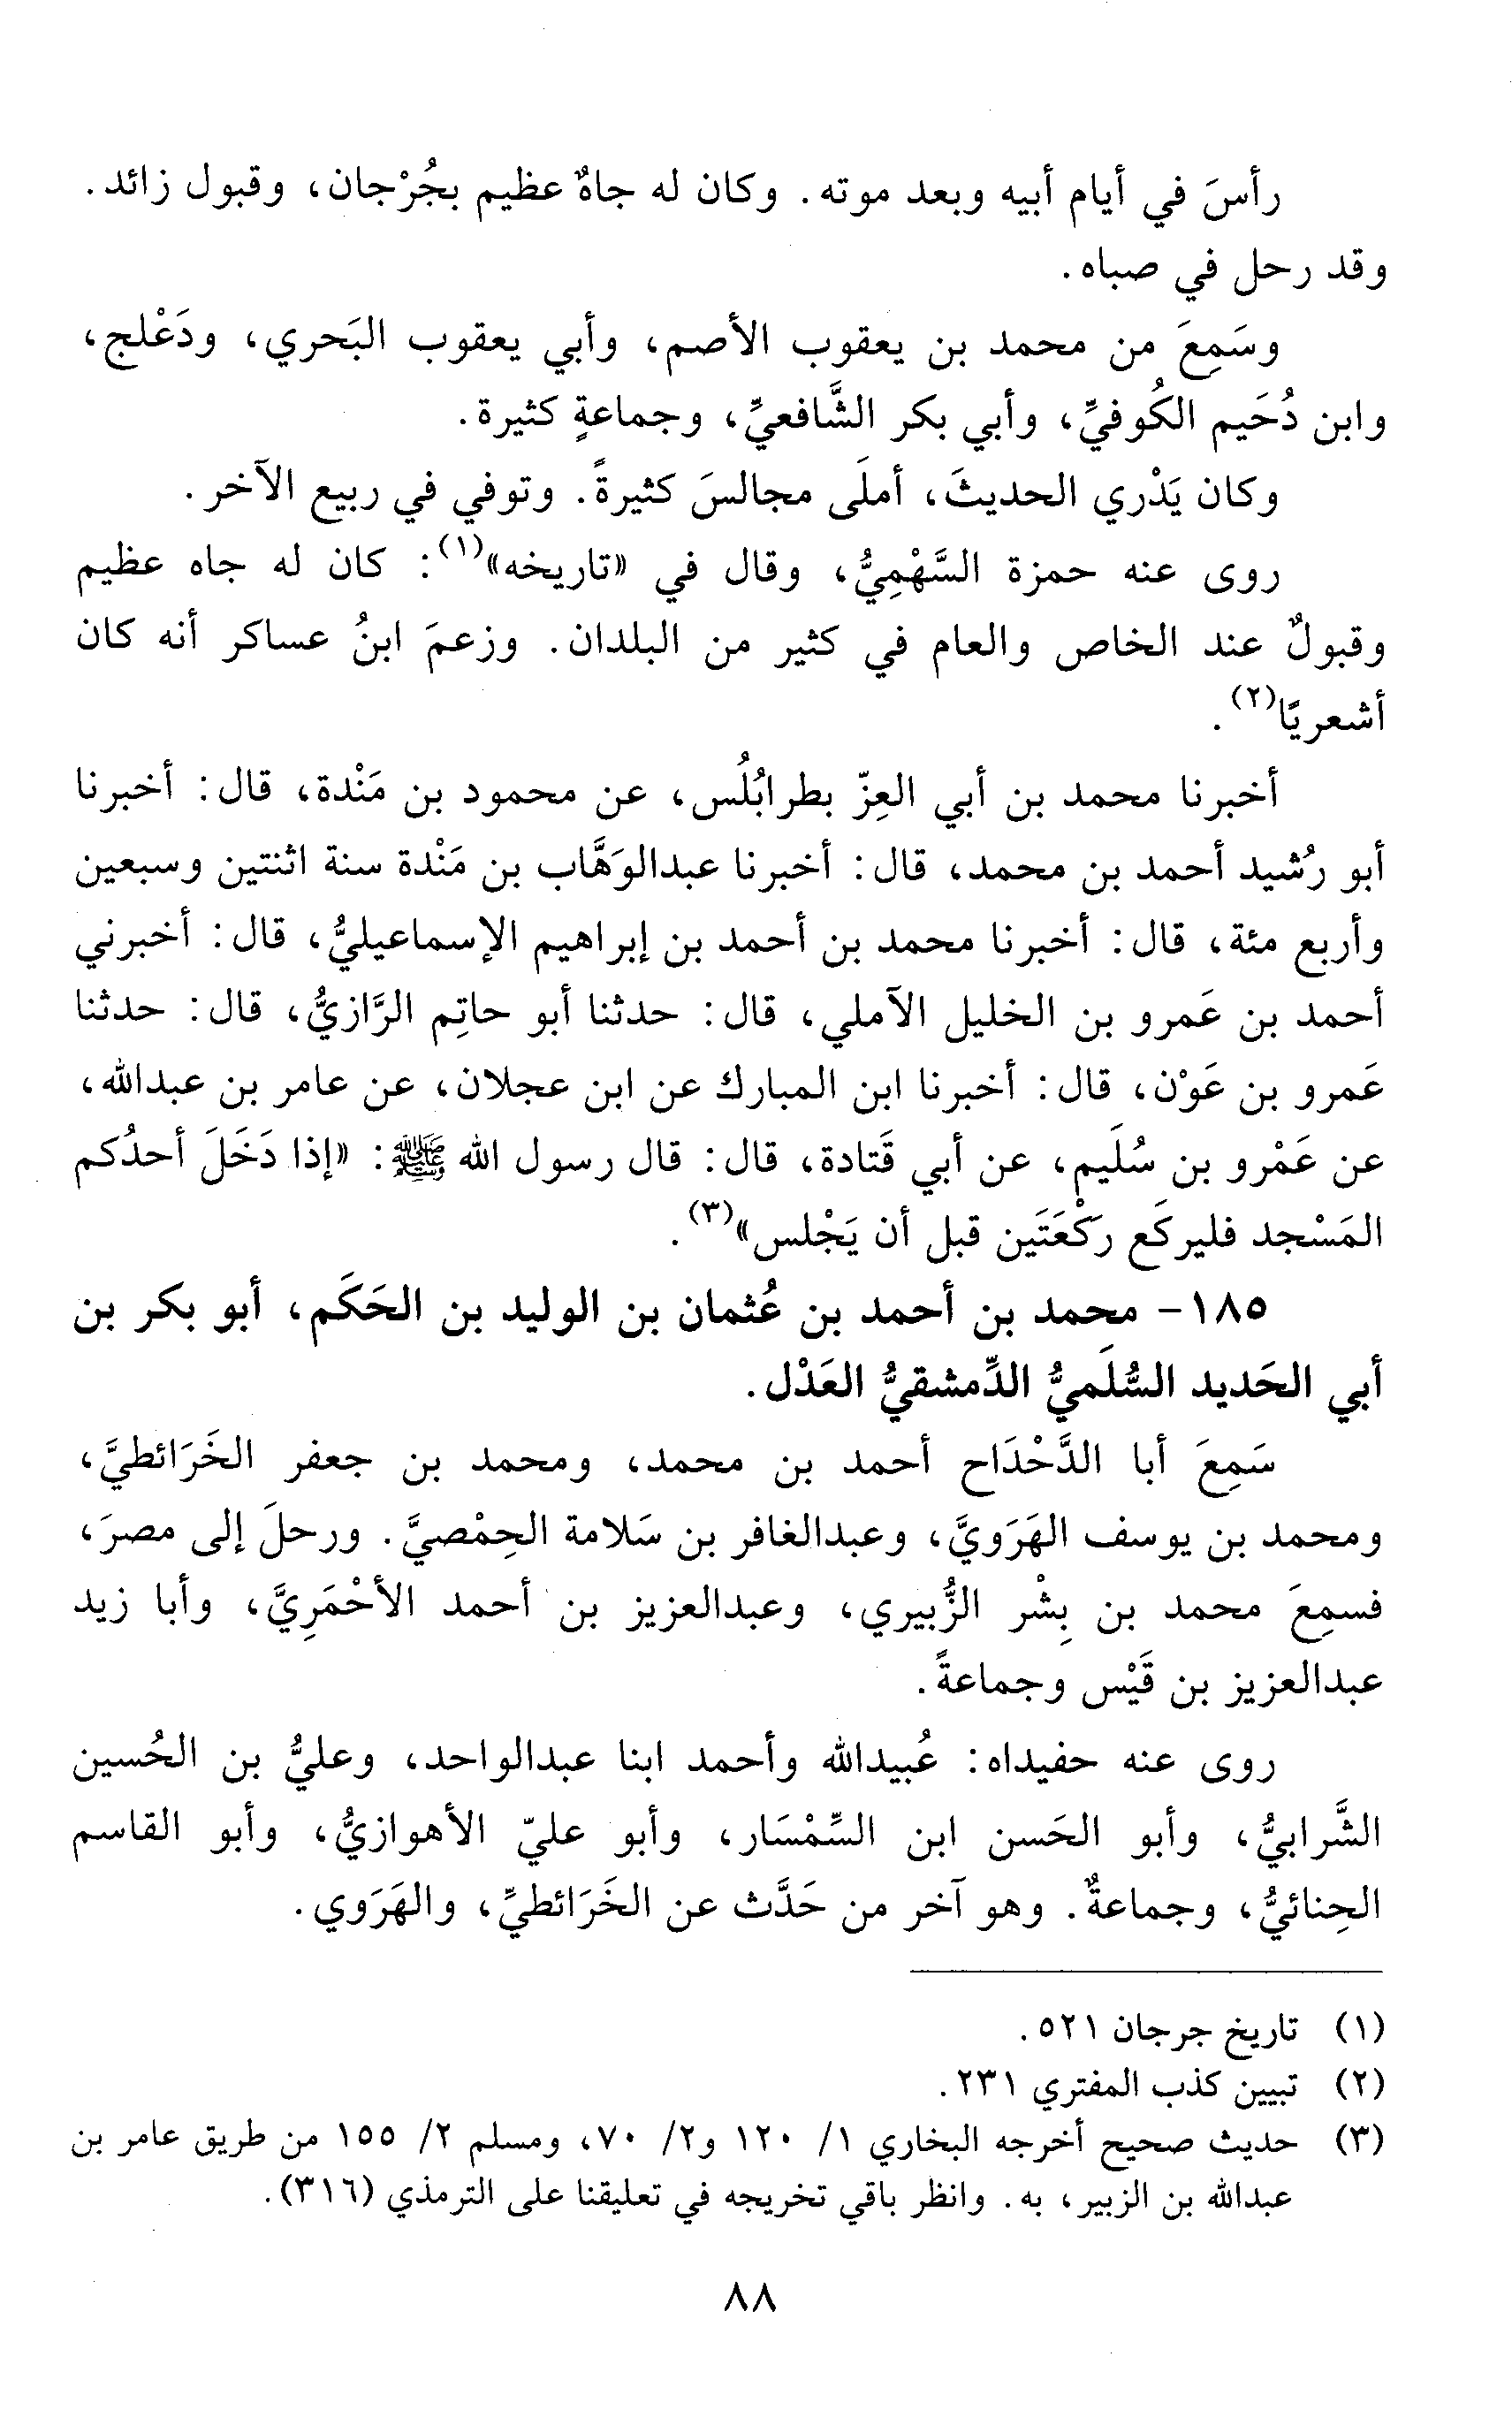 رأسَ في أيام أبيه وبعد موته. وكان له جاهٌ عظيم بجُرْجان، وقبول زائد.
وقد رحل في صباه.
وسَمِعَ من محمد بن يعقوب الأصم، وأبي يعقوب البَحري، ودَعْلج،
وابن دُحَيم الكُوفيِّ، وأبي بكر الشَّافعيِّ، وجماعةٍ كثيرة.
وكان يَدْري الحديثَ، أملَى مجالسَ كثيرةً. وتوفي في ربيع الآخر.
روى عنه حمزة السَّهْمِيُّ، وقال في «تاريخه»(١): كان له جاه عظيم
وقبولٌ عند الخاص والعام في كثير من البلدان. وزعمَ ابنُ عساكر أنه كان
أشعريًا(٢).
أخبرنا محمد بن أبي العِزّ بطرابُلُس، عن محمود بن مَنْدة، قال: أخبرنا
أبو رُشيد أحمد بن محمد، قال: أخبرنا عبدالوَهَّاب بن مَنْدة سنة اثنتين وسبعين
وأربع مئة، قال: أخبرنا محمد بن أحمد بن إبراهيم الإسماعيليُّ، قال: أخبرني
أحمد بن عَمرو بن الخليل الآملي، قال: حدثنا أبو حاتِم الرَّازيُّ، قال: حدثنا
عَمرو بن عَوْن، قال: أخبرنا ابن المبارك عن ابن عجلان، عن عامر بن عبدالله،
عن عَمْرو بن سُلَيم، عن أبي قَتادة، قال: قال رسول الله ﷺ: «إذا دَخَلَ أحدُكم
المَسْجد فليركَع ركْعَتَين قبل أن يَجْلس»(٣).
١٨٥- محمد بن أحمد بن عُثمان بن الوليد بن الحَكَم، أبو بكر بن
أبي الحَديد السُّلَميُّ الدِّمشقيُّ العَدْل.
سَمِعَ أبا الدَّحْدَاح أحمد بن محمد، ومحمد بن جعفر الخَرَائطيَّ،
ومحمد بن يوسف الهَرَويَّ، وعبدالغافر بن سَلامة الحِمْصيَّ. ورحلَ إلى مصرَ،
فسمِعَ محمد بن بِشْر الزُّبيري، وعبدالعزيز بن أحمد الأحْمَرِيَّ، وأبا زيد
عبدالعزيز بن قَيْس وجماعةً.
روى عنه حفيداه: عُبيدالله وأحمد ابنا عبدالواحد، وعليُّ بن الحُسين
الشَّرابيُّ، وأبو الحَسن ابن السِّمْسَار، وأبو عليّ الأهوازيُّ، وأبو القاسم
الحِنائيُّ، وجماعةٌ. وهو آخر من حَدَّث عن الخَرَائطيِّ، والهَرَوي.
(١) تاريخ جرجان ٥٢١.
(٢) تبيين كذب المفتري ٢٣١.
(٣) حديث صحيح أخرجه البخاري ١/ ١٢٠ و٢/ ٧٠، ومسلم ٢/ ١٥٥ من طريق عامر بن
عبدالله بن الزبير، به. وانظر باقي تخريجه في تعليقنا على الترمذي (٣١٦).
٨٨